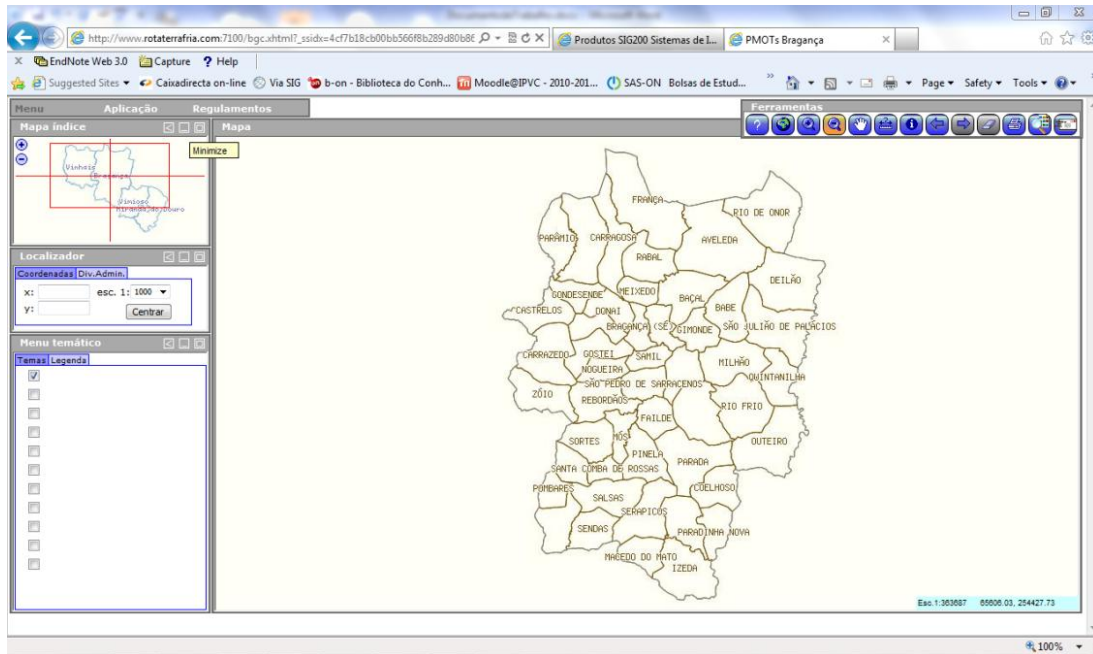 http://www.rotaterrafria.com:7100/bgc.xhtml?_ssidx=4cf7b18cb00bb566f8b289d80b86
Produtos SIG200 Sistemas de I...
PMOTs Bragança
EndNote Web 3.0 Capture ? Help
Suggested Sites Caixadirecta on-line Via SIG b-on - Biblioteca do Conh... Moodle@IPVC - 2010-201... SAS-ON Bolsas de Estud... » Page Safety Tools
Menu Aplicação Regulamentos
Ferramentas
Mapa índice
Mapa
Minimize
Vinhais
Bragança
Vimioso
Miranda do Douro
Localizador
Coordenadas Div.Admin.
x: esc. 1: 1000
y: Centrar
Menu temático
Temas Legenda
FRANÇA
RIO DE ONOR
PARÂMIO
CARRAGOSA
AVELEDA
RABAL
DEILÃO
GONDESENDE
MEIXEDO
BAÇAL
BABE
CASTRELOS
DONAI
BRAGANÇA (SÉ)
GIMONDE
SÃO JULIÃO DE PALÁCIOS
CARRAZEDO
GOSTEI
SAMIL
MILHÃO
NOGUEIRA
QUINTANILHA
SÃO PEDRO DE SARRACENOS
ZÓIO
REBORDÃOS
RIO FRIO
FAILDE
SORTES
MÓS
OUTEIRO
PINELA
PARADA
SANTA COMBA DE ROSSAS
POMBARES
COELHOSO
SALSAS
SERAPICOS
SENDAS
PARADINHA NOVA
MACEDO DO MATO
IZEDA
Esc.1:363687 65606.03, 254427.73
100%